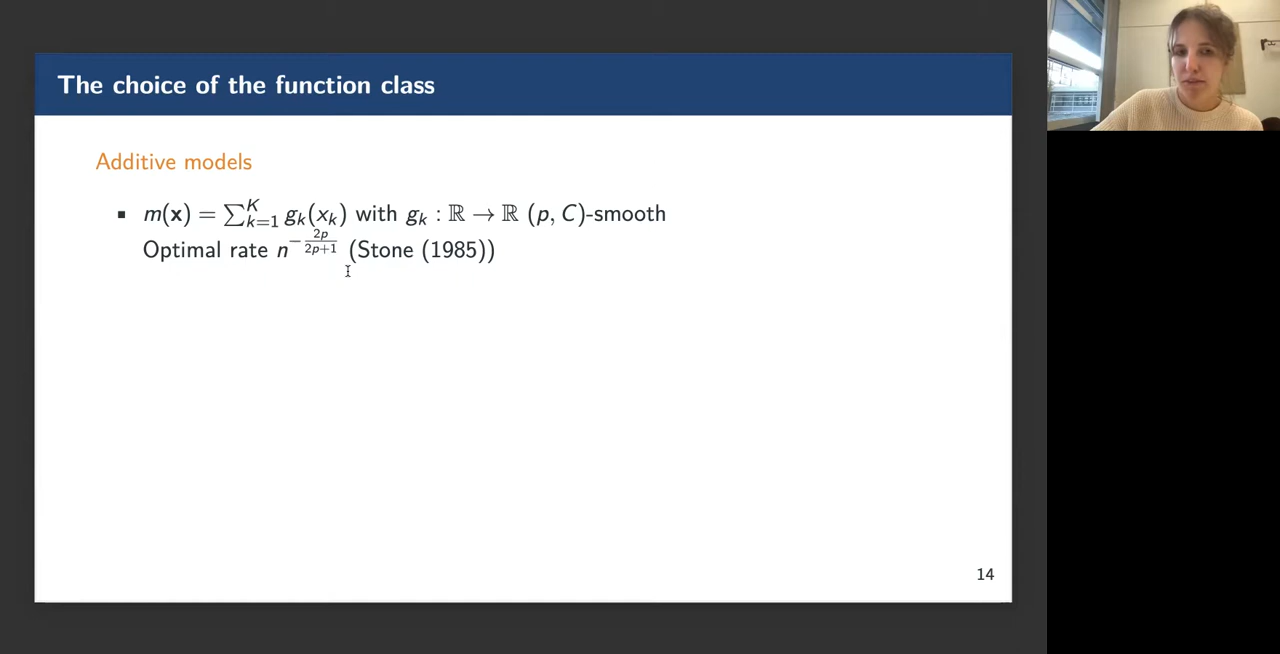 The choice of the function class
Additive models
▪ m(x) = ∑_{k=1}^{K} g_k(x_k) with g_k : ℝ → ℝ (p, C)-smooth
Optimal rate n^{-\frac{2p}{2p+1}} (Stone (1985))
14